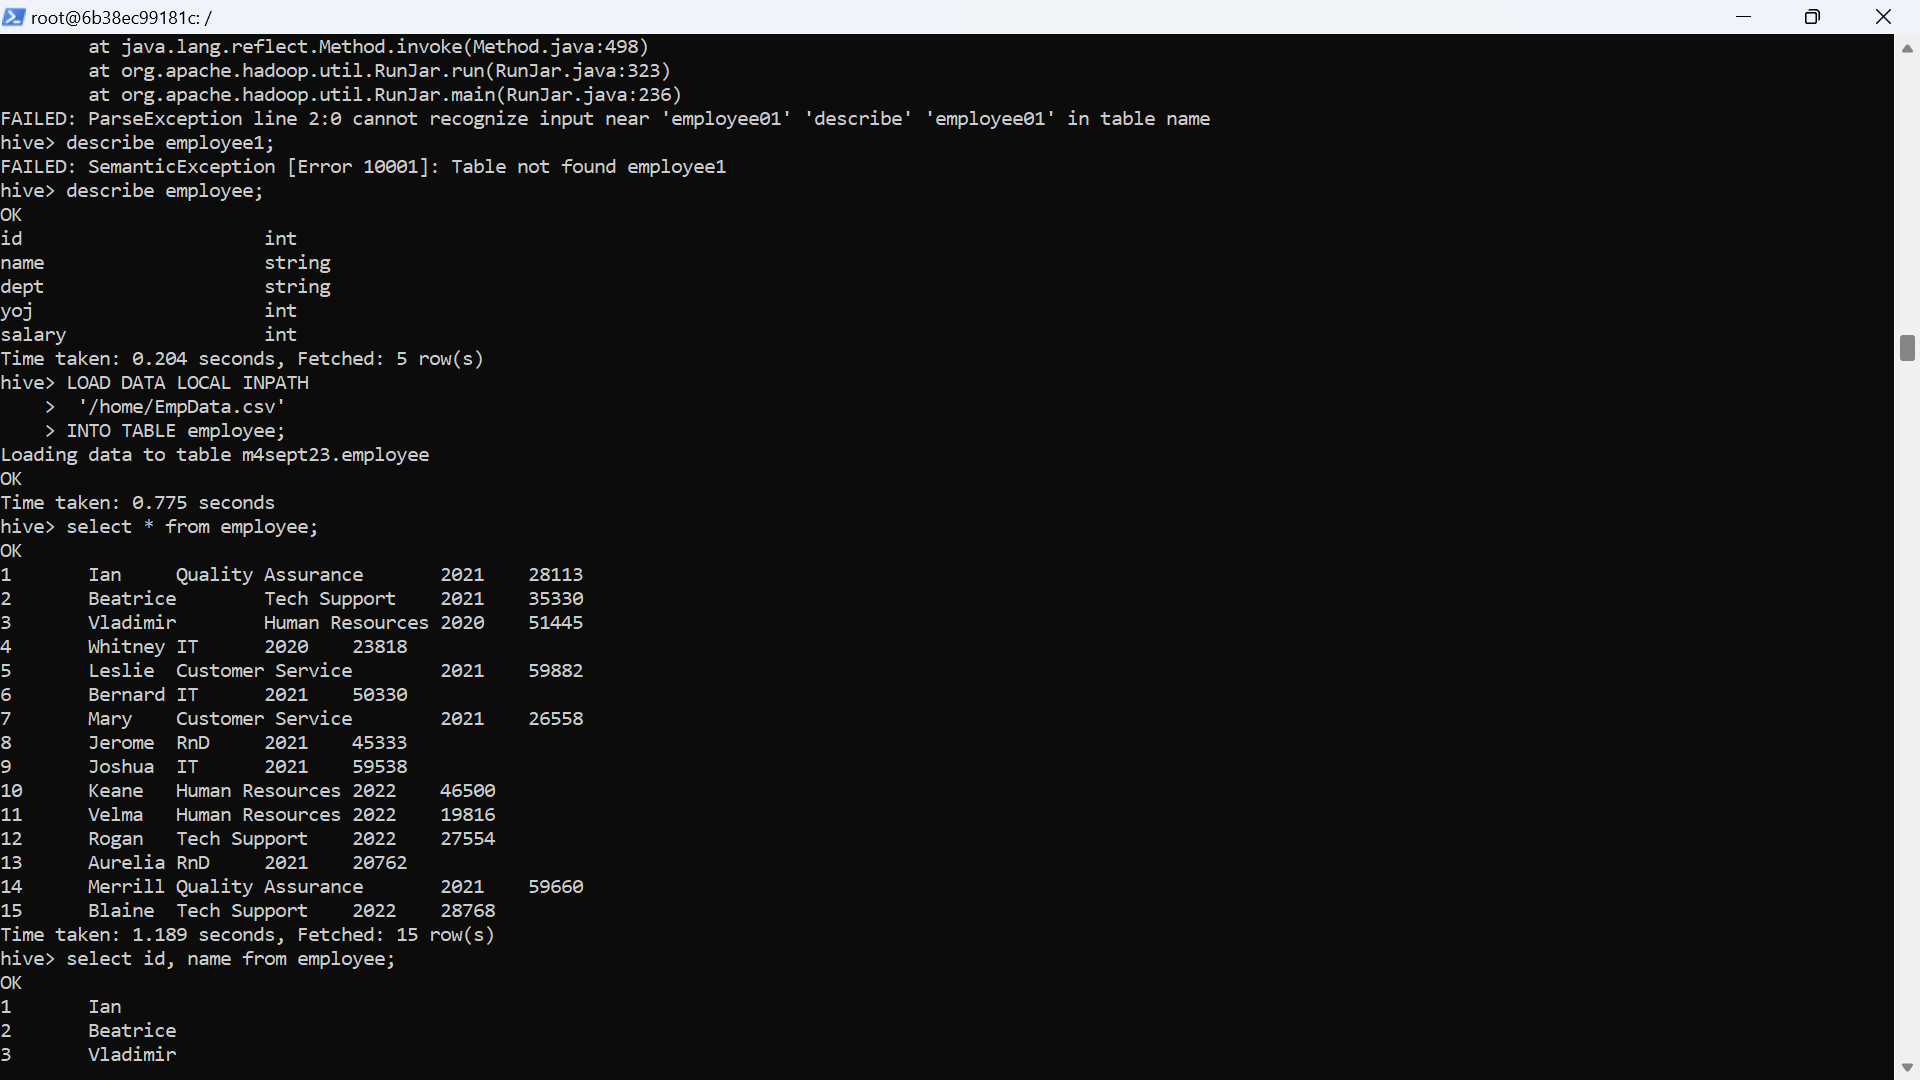 root@6b38ec99181c: /
        at java.lang.reflect.Method.invoke(Method.java:498)
        at org.apache.hadoop.util.RunJar.run(RunJar.java:323)
        at org.apache.hadoop.util.RunJar.main(RunJar.java:236)
FAILED: ParseException line 2:0 cannot recognize input near 'employee01' 'describe' 'employee01' in table name
hive> describe employee1;
FAILED: SemanticException [Error 10001]: Table not found employee1
hive> describe employee;
OK
id                      int
name                    string
dept                    string
yoj                     int
salary                  int
Time taken: 0.204 seconds, Fetched: 5 row(s)
hive> LOAD DATA LOCAL INPATH
    >  '/home/EmpData.csv'
    > INTO TABLE employee;
Loading data to table m4sept23.employee
OK
Time taken: 0.775 seconds
hive> select * from employee;
OK
1       Ian     Quality Assurance       2021    28113
2       Beatrice        Tech Support    2021    35330
3       Vladimir        Human Resources 2020    51445
4       Whitney IT      2020    23818
5       Leslie  Customer Service        2021    59882
6       Bernard IT      2021    50330
7       Mary    Customer Service        2021    26558
8       Jerome  RnD     2021    45333
9       Joshua  IT      2021    59538
10      Keane   Human Resources 2022    46500
11      Velma   Human Resources 2022    19816
12      Rogan   Tech Support    2022    27554
13      Aurelia RnD     2021    20762
14      Merrill Quality Assurance       2021    59660
15      Blaine  Tech Support    2022    28768
Time taken: 1.189 seconds, Fetched: 15 row(s)
hive> select id, name from employee;
OK
1       Ian
2       Beatrice
3       Vladimir